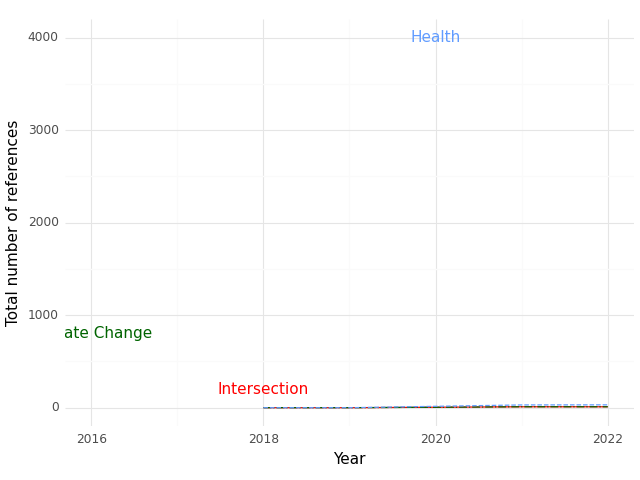 4000
Health
3000
2000
1000
ate Change
Intersection
0
2016
2018
2020
2022
Year
Total number of references